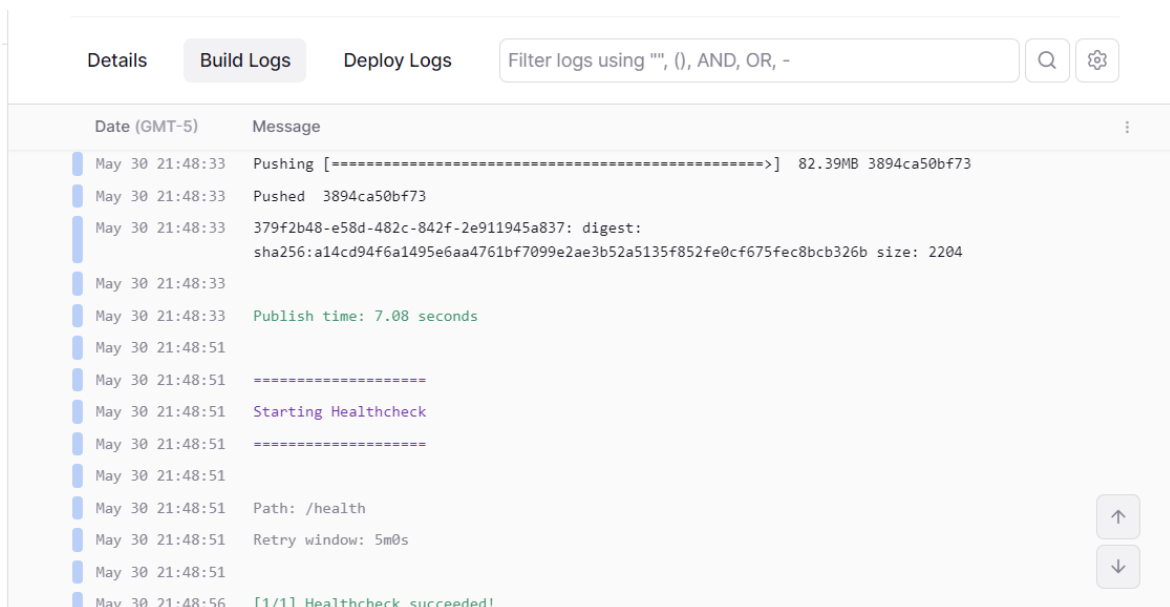 Details Build Logs Deploy Logs Filter logs using "", (), AND, OR, -
Date (GMT-5) Message
May 30 21:48:33 Pushing [==================================================>] 82.39MB 3894ca50bf73
May 30 21:48:33 Pushed 3894ca50bf73
May 30 21:48:33 379f2b48-e58d-482c-842f-2e911945a837: digest:
sha256:a14cd94f6a1495e6aa4761bf7099e2ae3b52a5135f852fe0cf675fec8bcb326b size: 2204
May 30 21:48:33
May 30 21:48:33 Publish time: 7.08 seconds
May 30 21:48:51
May 30 21:48:51 ====================
May 30 21:48:51 Starting Healthcheck
May 30 21:48:51 ====================
May 30 21:48:51
May 30 21:48:51 Path: /health
May 30 21:48:51 Retry window: 5m0s
May 30 21:48:51
May 30 21:48:56 [1/1] Healthcheck succeeded!